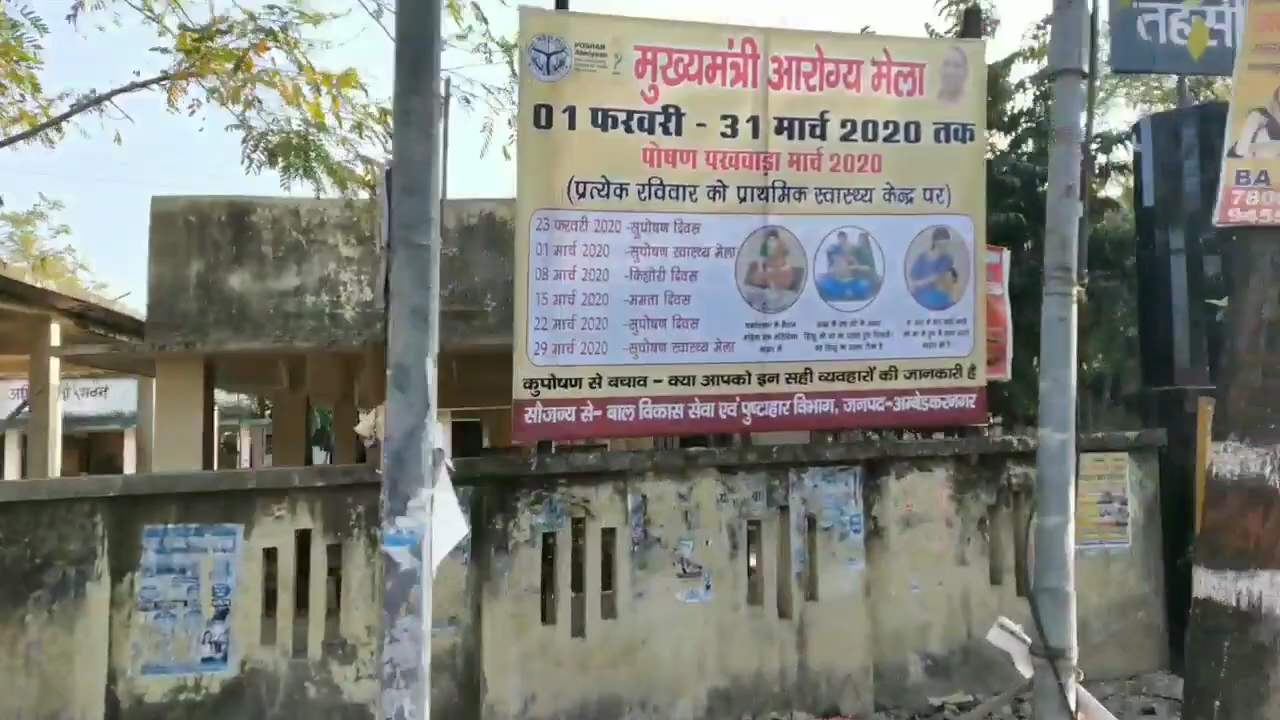 POSHAN
Abhiyaan
मुख्यमंत्री आरोग्य मेला
01 फरवरी - 31 मार्च 2020 तक
पोषण पखवाड़ा मार्च 2020
(प्रत्येक रविवार को प्राथमिक स्वास्थ्य केन्द्र पर)
23 फरवरी 2020 -सुपोषण दिवस
01 मार्च 2020 -सुपोषण स्वास्थ्य मेला
08 मार्च 2020 -किशोरी दिवस
15 मार्च 2020 -ममता दिवस
22 मार्च 2020 -सुपोषण दिवस
29 मार्च 2020 -सुपोषण स्वास्थ्य मेला
कुपोषण से बचाव - क्या आपको इन सही व्यवहारों की जानकारी है
सौजन्य से- बाल विकास सेवा एवं पुष्टाहार विभाग, जनपद-अम्बेडकरनगर
तहसी
BA
780
945